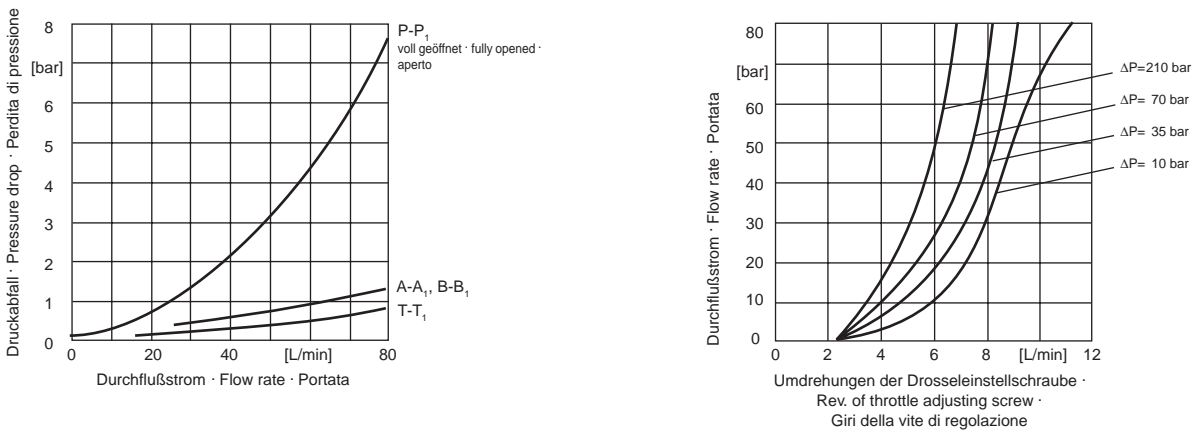 Druckabfall · Pressure drop · Perdita di pressione
8
[bar]
6
5
4
3
2
1
0
0
20
40
[L/min]
80
Durchflußstrom · Flow rate · Portata
P-P1
voll geöffnet · fully opened ·
aperto
A-A1, B-B1
T-T1
Durchflußstrom · Flow rate · Portata
80
[bar]
60
50
40
30
20
10
0
0
2
4
6
8
[L/min]
12
Umdrehungen der Drosseleinstellschraube ·
Rev. of throttle adjusting screw ·
Giri della vite di regolazione
ΔP=210 bar
ΔP= 70 bar
ΔP= 35 bar
ΔP= 10 bar